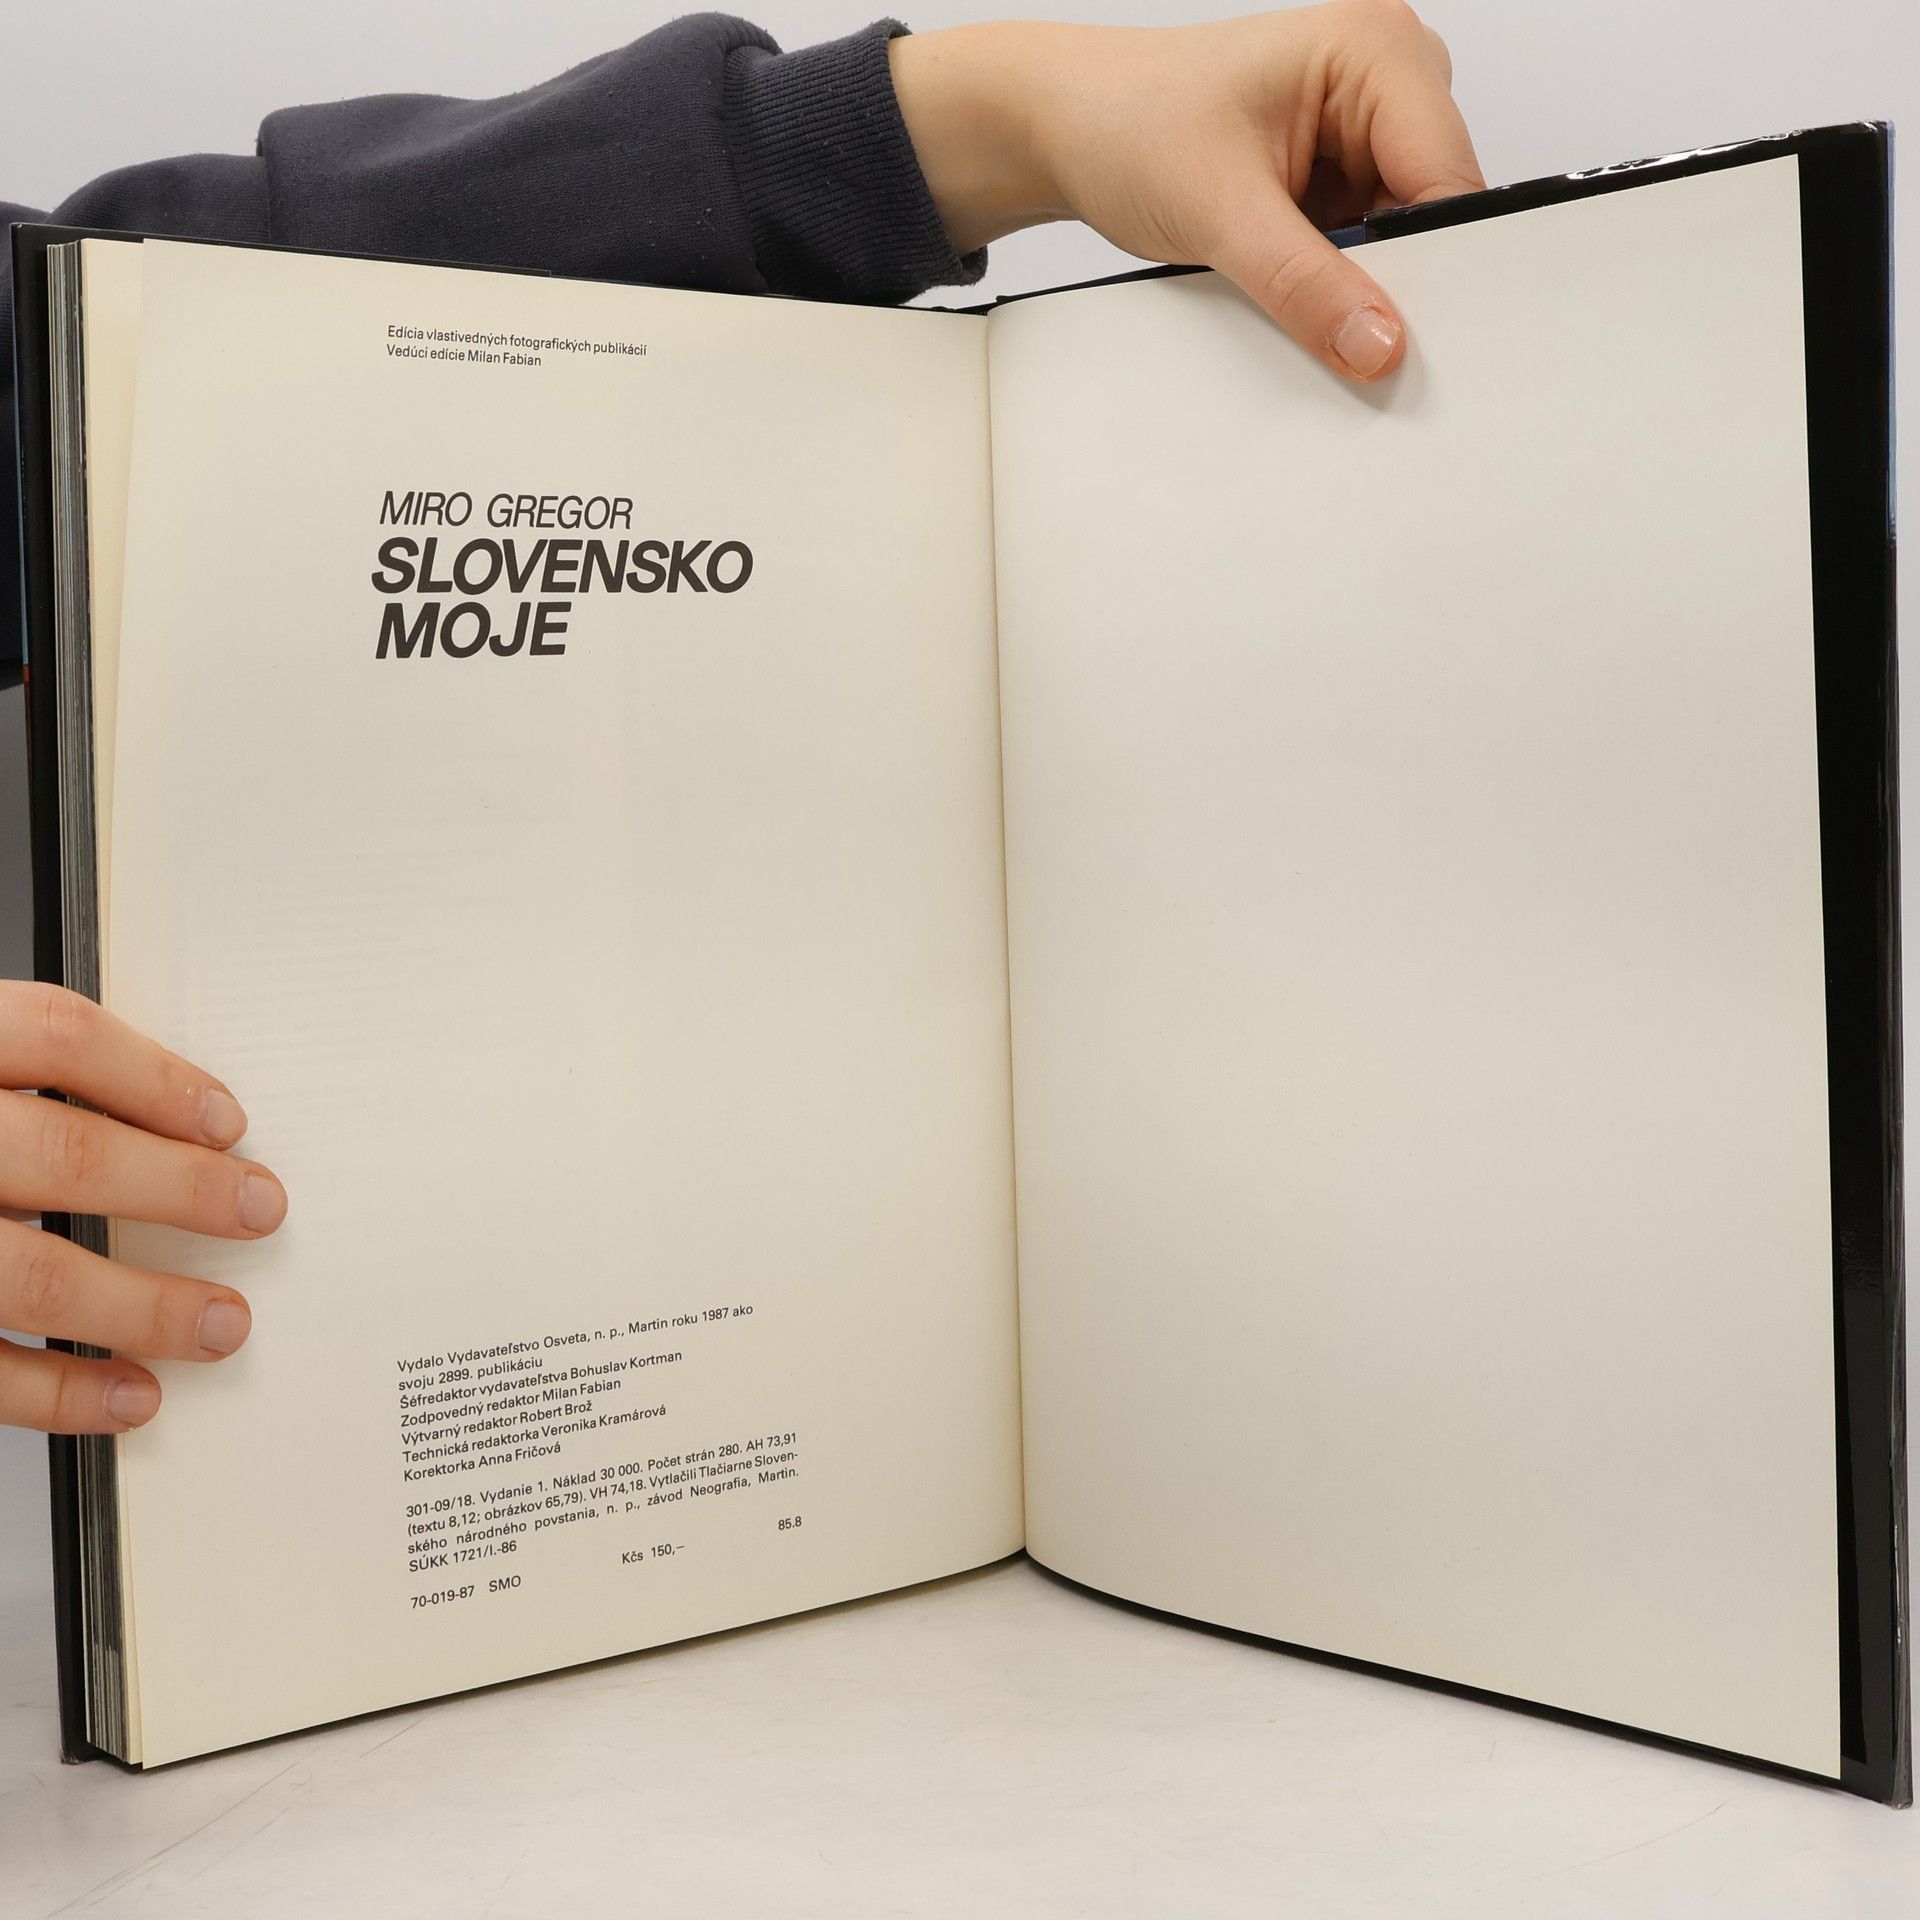 Edícia vlastivedných fotografických publikácií
Vedúci edície Milan Fabian
MIRO GREGOR
SLOVENSKO
MOJE
Vydalo Vydavateľstvo Osveta, n. p., Martin roku 1987 ako
svoju 2899. publikáciu
Šéfredaktor vydavateľstva Bohuslav Kortman
Zodpovedný redaktor Milan Fabian
Výtvarný redaktor Robert Brož
Technická redaktorka Veronika Kramárová
Korektorka Anna Fričová
301-09/18. Vydanie 1. Náklad 30 000. Počet strán 280. AH 73,91
(textu 8,12; obrázkov 65,79). VH 74,18. Vytlačili Tlačiarne Sloven-
ského národného povstania, n. p., závod Neografia, Martin.
SÚKK 1721/I.-86
85.8
Kčs 150,—
70-019-87 SMO